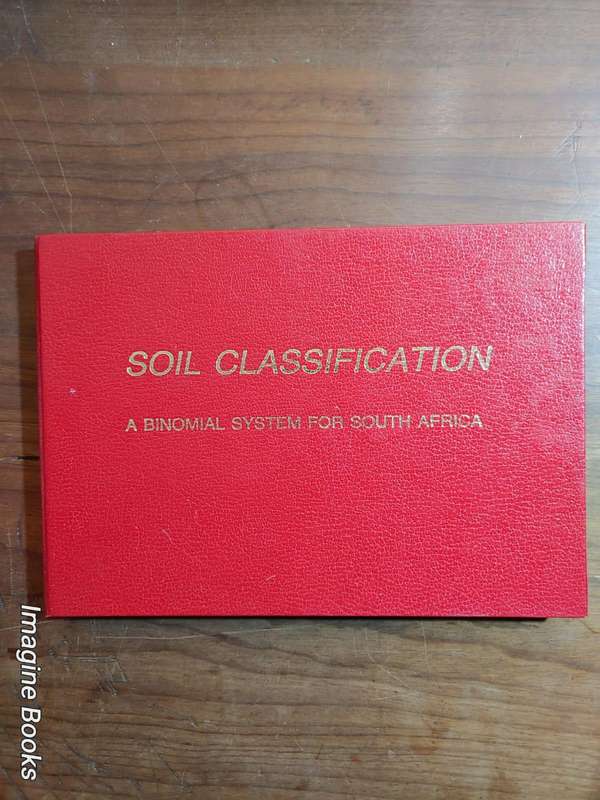 SOIL CLASSIFICATION
A BINOMIAL SYSTEM FOR SOUTH AFRICA
Imagine Books